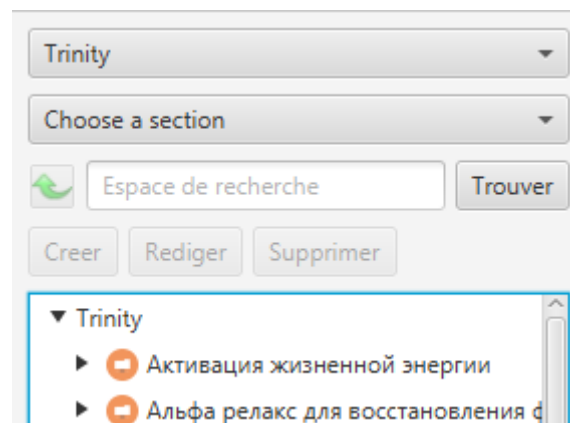 Trinity
Choose a section
Espace de recherche Trouver
Creer Rediger Supprimer
Trinity
Активация жизненной энергии
Альфа релакс для восстановления